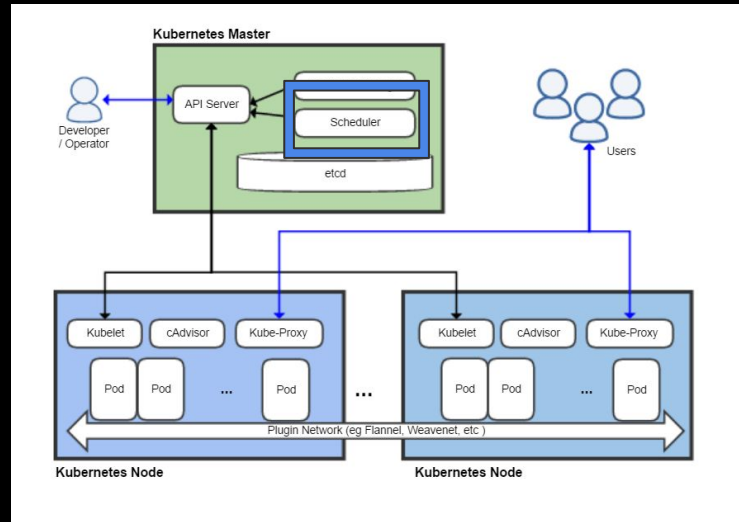 Kubernetes Master
API Server
Scheduler
etcd
Developer
/ Operator
Users
Kubelet
cAdvisor
Kube-Proxy
Pod
Pod
...
Pod
...
Kubelet
cAdvisor
Kube-Proxy
Pod
Pod
...
Pod
Plugin Network (eg Flannel, Weavenet, etc )
Kubernetes Node
Kubernetes Node